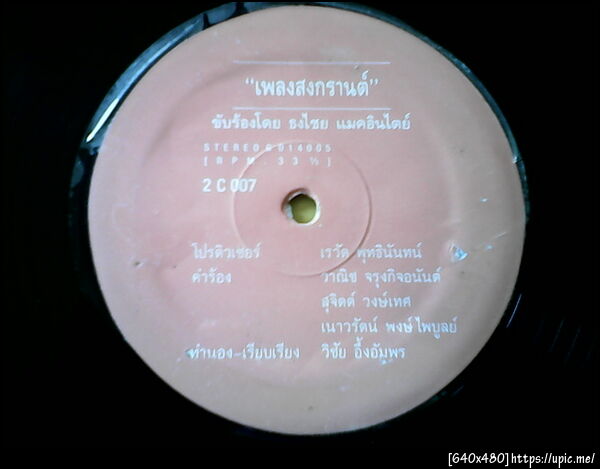 “เพลงสงกรานต์”
ขับร้องโดย ธงไชย แมคอินไตย์
STEREO 6014005
[RPM. 33 ⅓]
2 C 007
โปรดิวเซอร์ เรวัต พุทธินันทน์
คำร้อง วาณิช จรุงกิจอนันต์
สุจิตต์ วงษ์เทศ
เนาวรัตน์ พงษ์ไพบูลย์
ทำนอง-เรียบเรียง วิชัย อึ้งอัมพร
[640x480]https://upic.me/